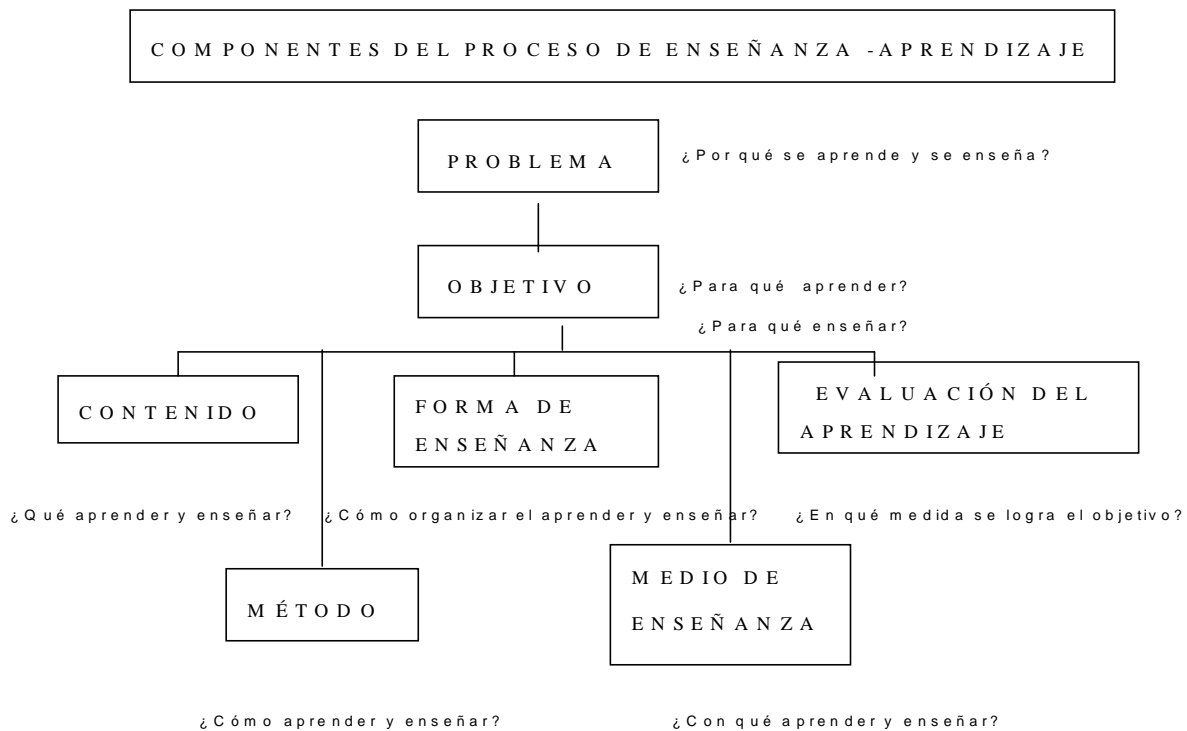 COMPONENTES DEL PROCESO DE ENSEÑANZA -APRENDIZAJE
PROBLEMA
¿Por qué se aprende y se enseña?
OBJETIVO
¿Para qué aprender?
¿Para qué enseñar?
CONTENIDO
FORMA DE
ENSEÑANZA
EVALUACIÓN DEL
APRENDIZAJE
¿Qué aprender y enseñar?
¿Cómo organizar el aprender y enseñar?
¿En qué medida se logra el objetivo?
MÉTODO
MEDIO DE
ENSEÑANZA
¿Cómo aprender y enseñar?
¿Con qué aprender y enseñar?